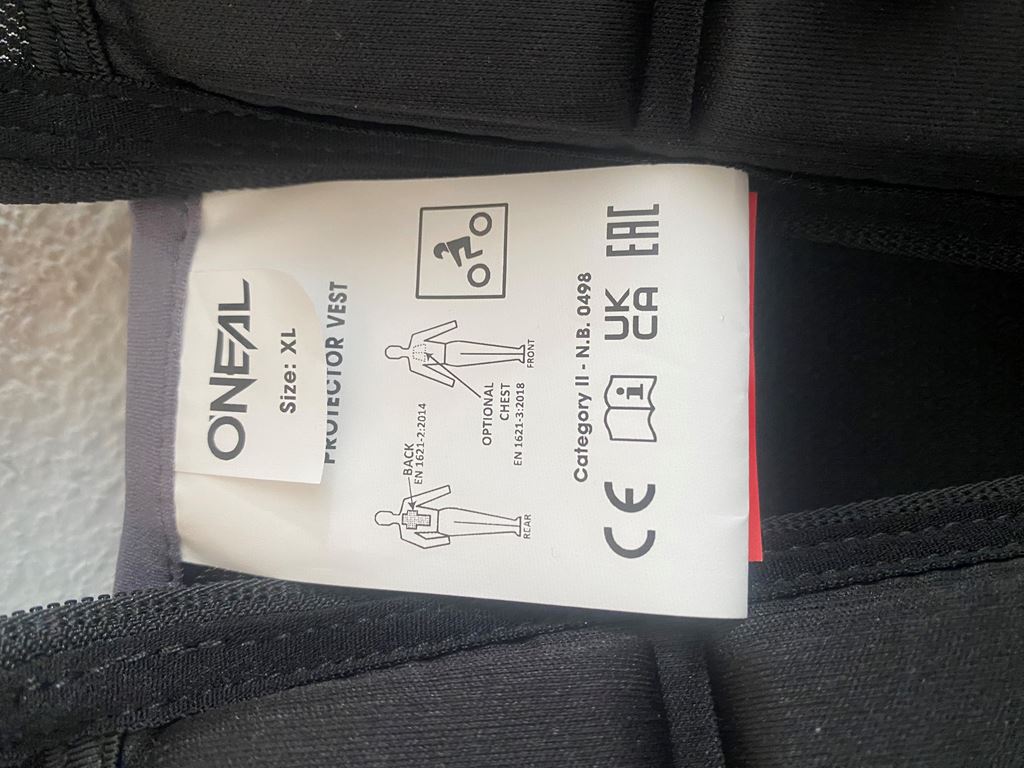 O'NEAL
Size: XL
PROTECTOR VEST
BACK
EN 1621-2:2014
REAR
OPTIONAL
CHEST
EN 1621-3:2018
FRONT
Category II - N.B. 0498
CE
UK
CA
EAC